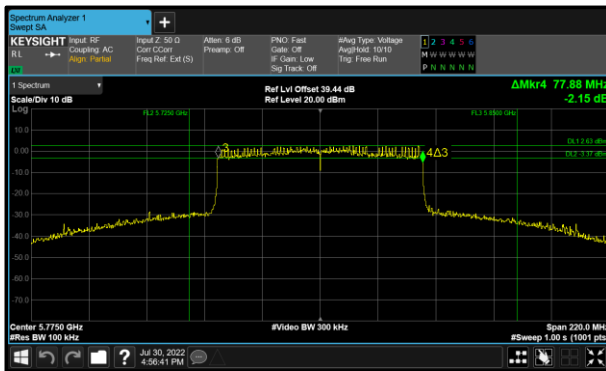 Spectrum Analyzer 1
Swept SA
+
KEYSIGHT
R L
Input: RF
Coupling: AC
Align: Partial
Input Z: 50 Ω
Corr CCorr
Freq Ref: Ext (S)
Atten: 6 dB
Preamp: Off
PNO: Fast
Gate: Off
IF Gain: Low
Sig Track: Off
#Avg Type: Voltage
Avg|Hold: 10/10
Trig: Free Run
1 2 3 4 5 6
M W W W W W
P N N N N N
1 Spectrum
Scale/Div 10 dB
Log
Ref Lvl Offset 39.44 dB
Ref Level 20.00 dBm
ΔMkr4 77.88 MHz
-2.15 dB
FL2 5.7250 GHz
FL3 5.8500 GHz
10.0
0.00
-10.0
-20.0
-30.0
-40.0
-50.0
-60.0
-70.0
3
4Δ3
DL1 2.63 dBm
DL2 -3.37 dBm
Center 5.7750 GHz
#Res BW 100 kHz
#Video BW 300 kHz
Span 220.0 MHz
#Sweep 1.00 s (1001 pts)
?
Jul 30, 2022
4:56:41 PM